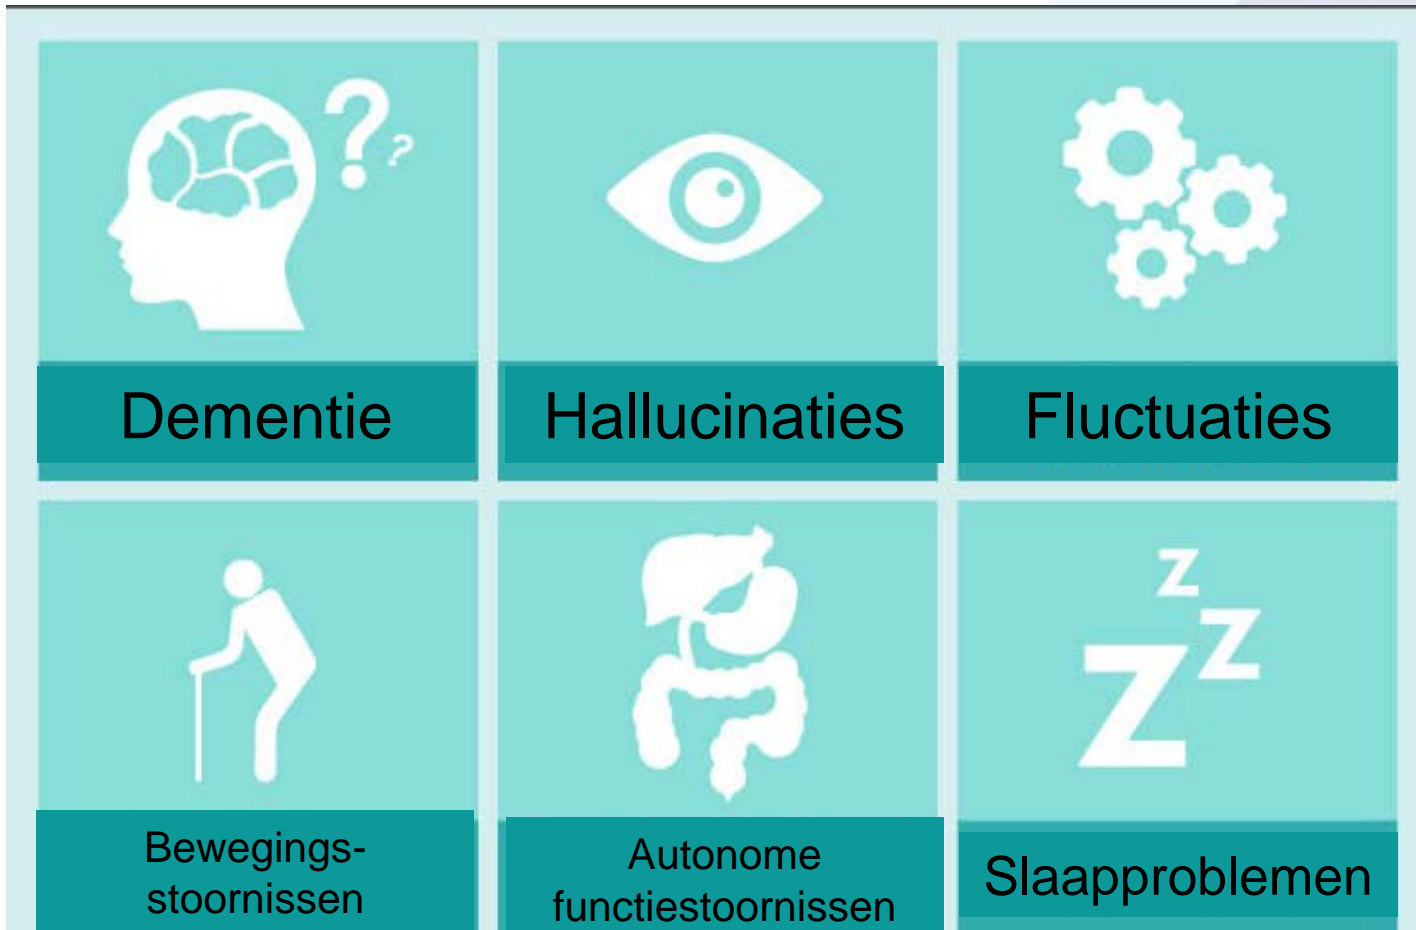 ? ?
Dementie
Hallucinaties
Fluctuaties
z
z
z
Bewegings-
stoornissen
Autonome
functiestoornissen
Slaapproblemen